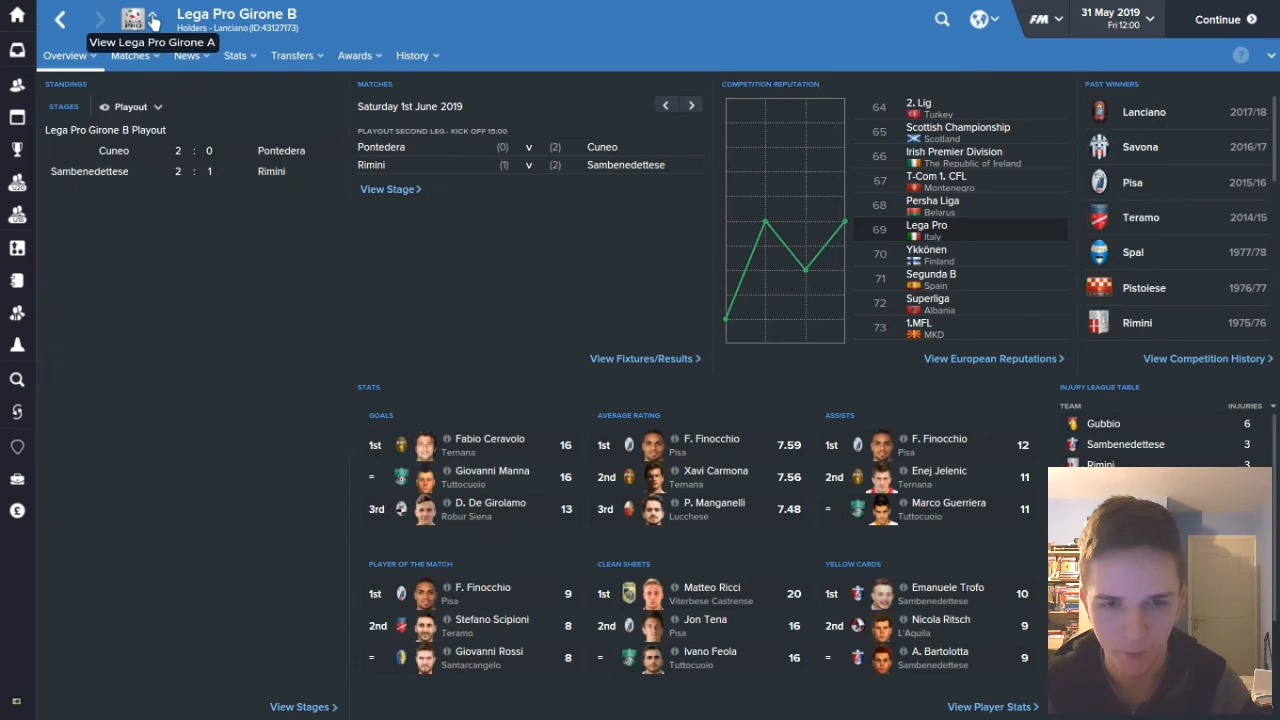 Lega Pro Girone B
Holders - Lanciano (ID:43127173)
View Lega Pro Girone A
FM
31 May 2019
Fri 12:00
Continue
Overview
Matches
News
Stats
Transfers
Awards
History
STANDINGS
STAGES
Playout
Lega Pro Girone B Playout
Cuneo 2 : 0 Pontedera
Sambenedettese 2 : 1 Rimini
View Stages >
MATCHES
Saturday 1st June 2019
PLAYOUT SECOND LEG - KICK OFF 15:00
Pontedera (0) v (2) Cuneo
Rimini (1) v (2) Sambenedettese
View Stage >
View Fixtures/Results >
COMPETITION REPUTATION
64 2. Lig
Turkey
65 Scottish Championship
Scotland
66 Irish Premier Division
The Republic of Ireland
67 T-Com 1. CFL
Montenegro
68 Persha Liga
Belarus
69 Lega Pro
Italy
70 Ykkönen
Finland
71 Segunda B
Spain
72 Superliga
Albania
73 1.MFL
MKD
View European Reputations >
PAST WINNERS
Lanciano 2017/18
Savona 2016/17
Pisa 2015/16
Teramo 2014/15
Spal 1977/78
Pistoiese 1976/77
Rimini 1975/76
View Competition History >
STATS
GOALS
1st Fabio Ceravolo 16
Ternana
= Giovanni Manna 16
Tuttocuoio
3rd D. De Girolamo 13
Robur Siena
AVERAGE RATING
1st F. Finocchio 7.59
Pisa
2nd Xavi Carmona 7.56
Ternana
3rd P. Manganelli 7.48
Lucchese
ASSISTS
1st F. Finocchio 12
Pisa
2nd Enej Jelenic 11
Ternana
= Marco Guerriera 11
Tuttocuoio
PLAYER OF THE MATCH
1st F. Finocchio 9
Pisa
2nd Stefano Scipioni 8
Teramo
= Giovanni Rossi 8
Santarcangelo
CLEAN SHEETS
1st Matteo Ricci 20
Viterbese Castrense
2nd Jon Tena 16
Pisa
= Ivano Feola 16
Tuttocuoio
YELLOW CARDS
1st Emanuele Trofo 10
Sambenedettese
2nd Nicola Ritsch 9
L'Aquila
= A. Bartolotta 9
Sambenedettese
View Player Stats >
INJURY LEAGUE TABLE
TEAM INJURIES
Gubbio 6
Sambenedettese 3
Rimini 3